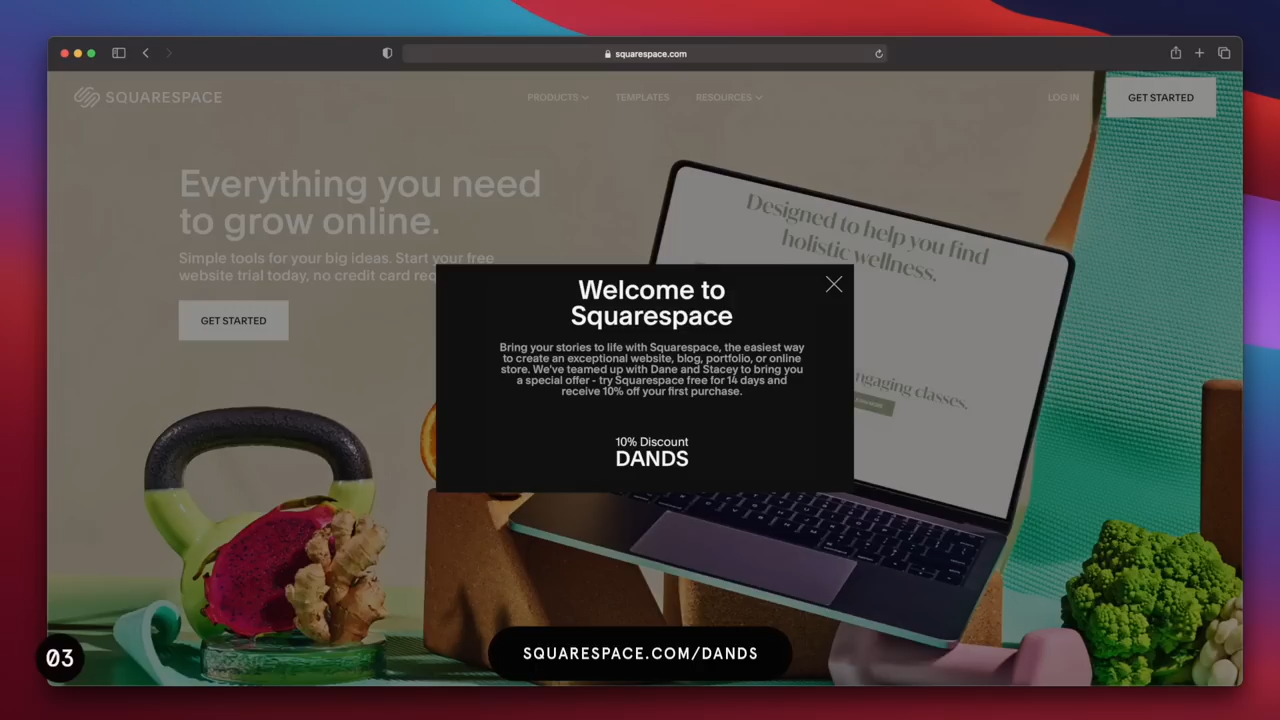 squarespace.com
SQUARESPACE
PRODUCTS
TEMPLATES
RESOURCES
LOG IN
GET STARTED
Everything you need
to grow online.
Simple tools for your big ideas. Start your free
website trial today, no credit card req
GET STARTED
Designed to help you find
holistic wellness.
ngaging classes.
Welcome to
Squarespace
Bring your stories to life with Squarespace, the easiest way
to create an exceptional website, blog, portfolio, or online
store. We've teamed up with Dane and Stacey to bring you
a special offer - try Squarespace free for 14 days and
receive 10% off your first purchase.
10% Discount
DANDS
03
SQUARESPACE.COM/DANDS